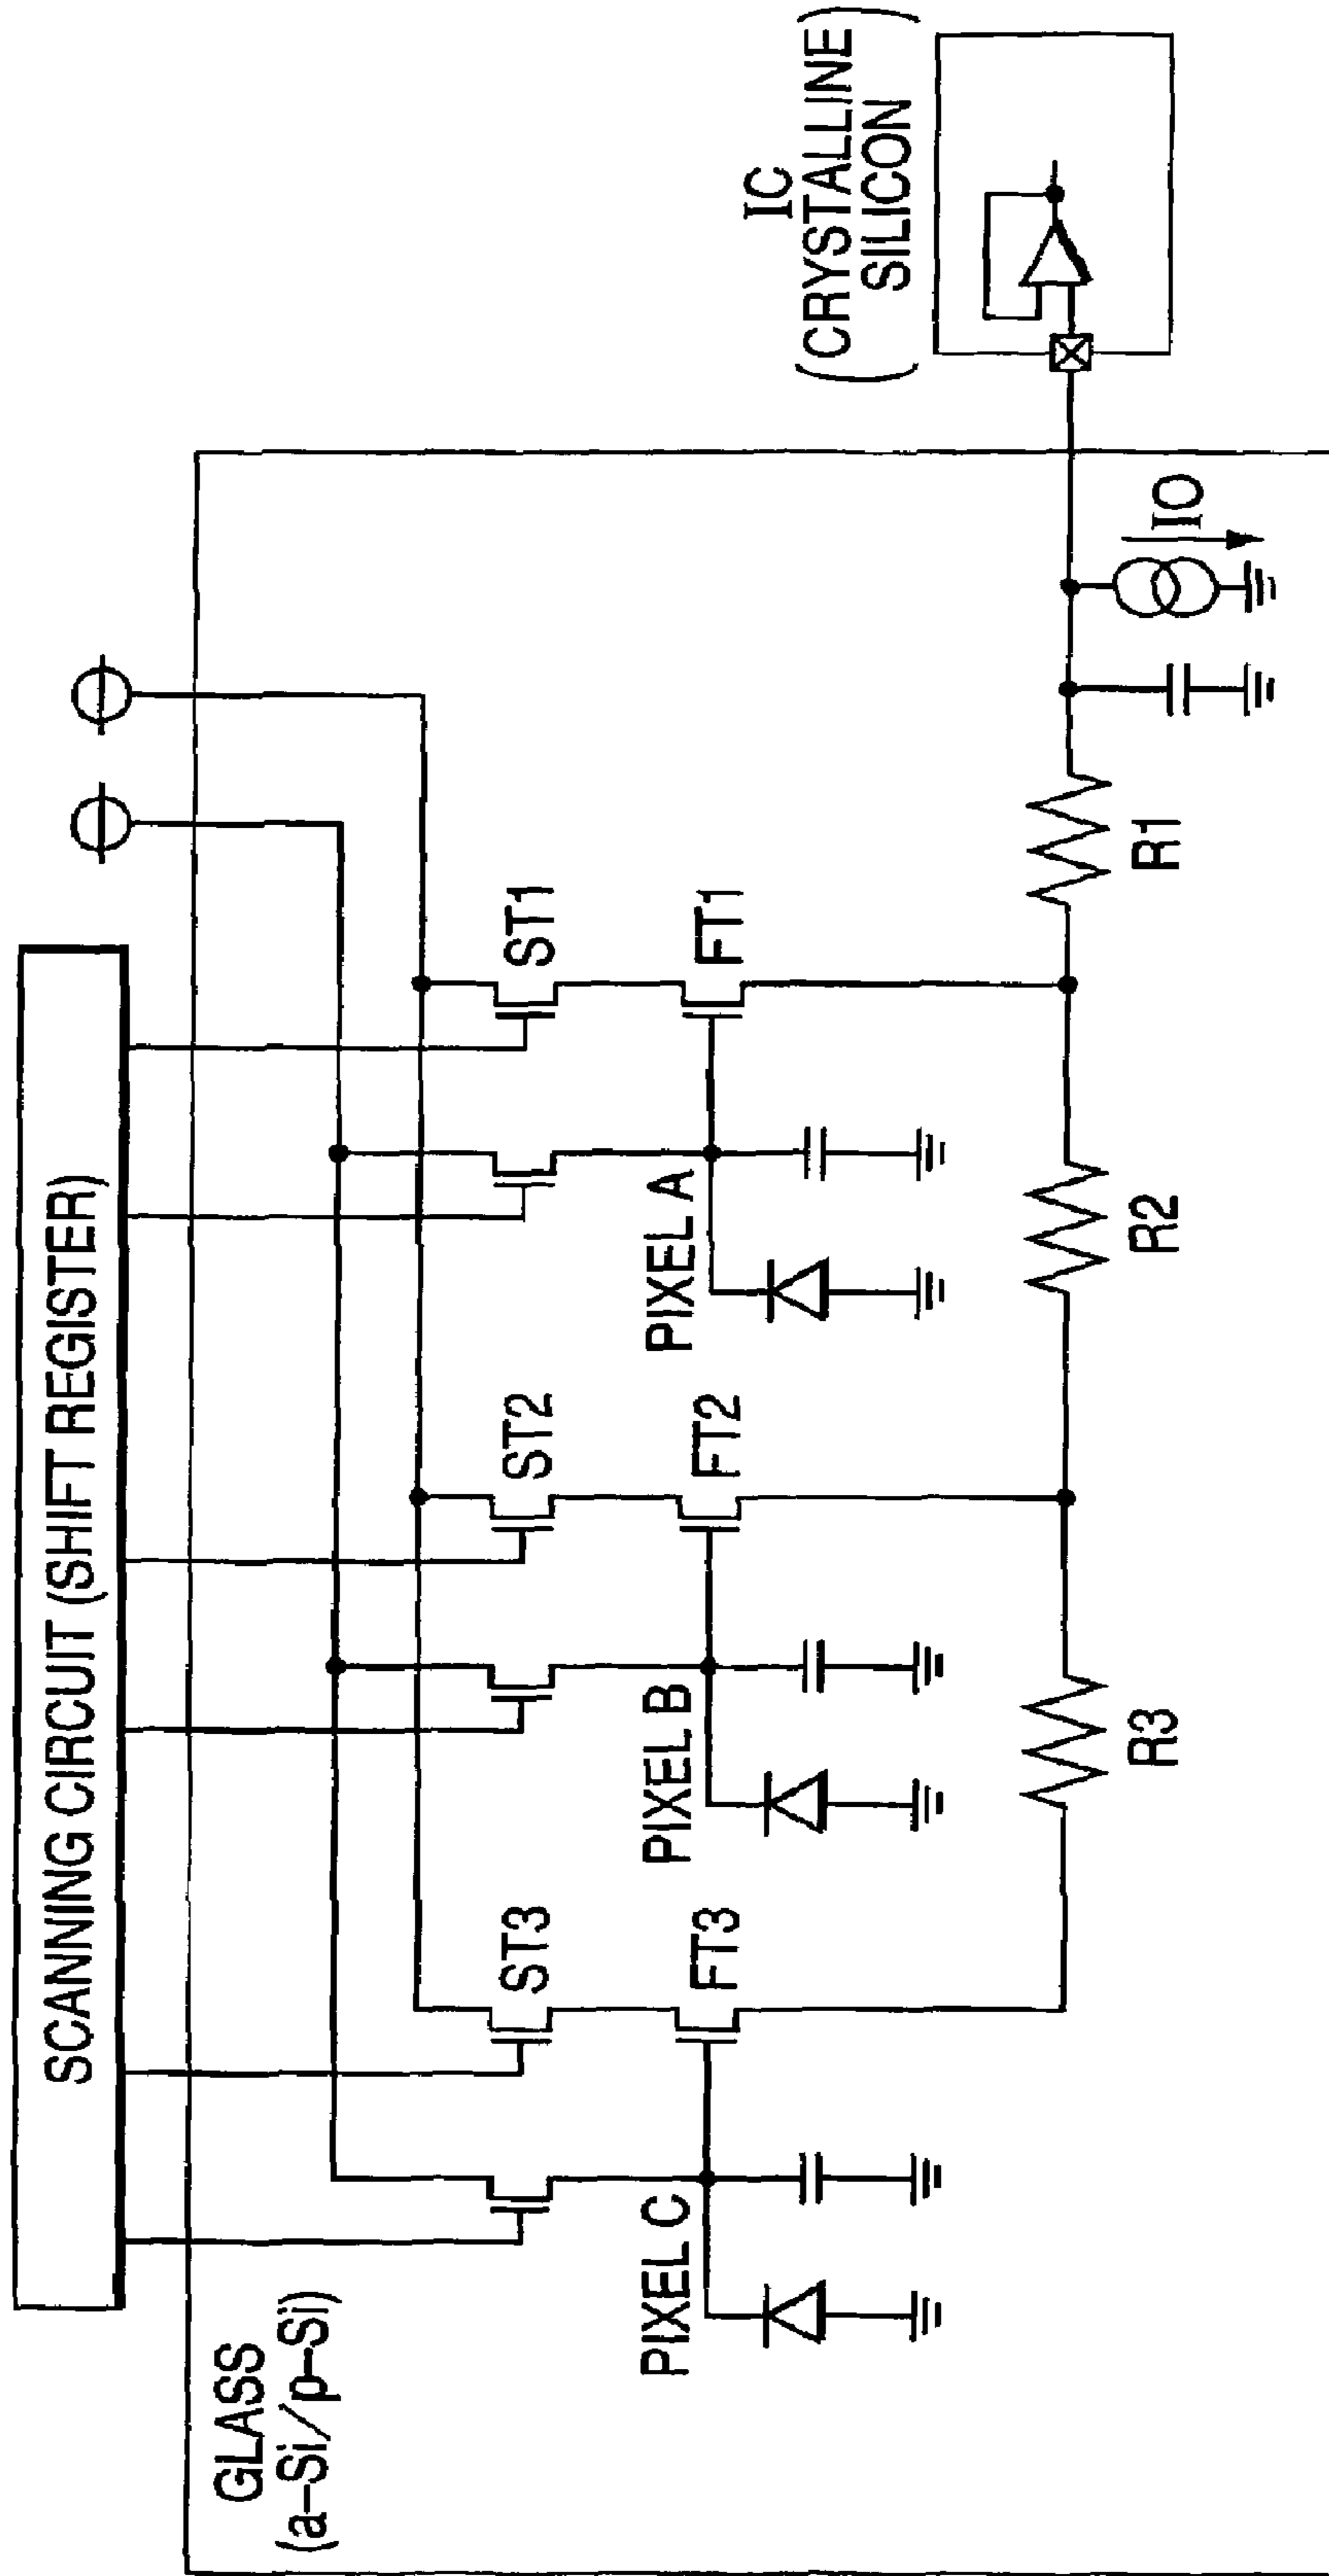 SCANNING CIRCUIT (SHIFT REGISTER)
GLASS
(a-Si/p-Si)
IC
(CRYSTALLINE
SILICON)
ST3
ST2
ST1
FT3
FT2
FT1
PIXEL C
PIXEL B
PIXEL A
IO
R3
R2
R1